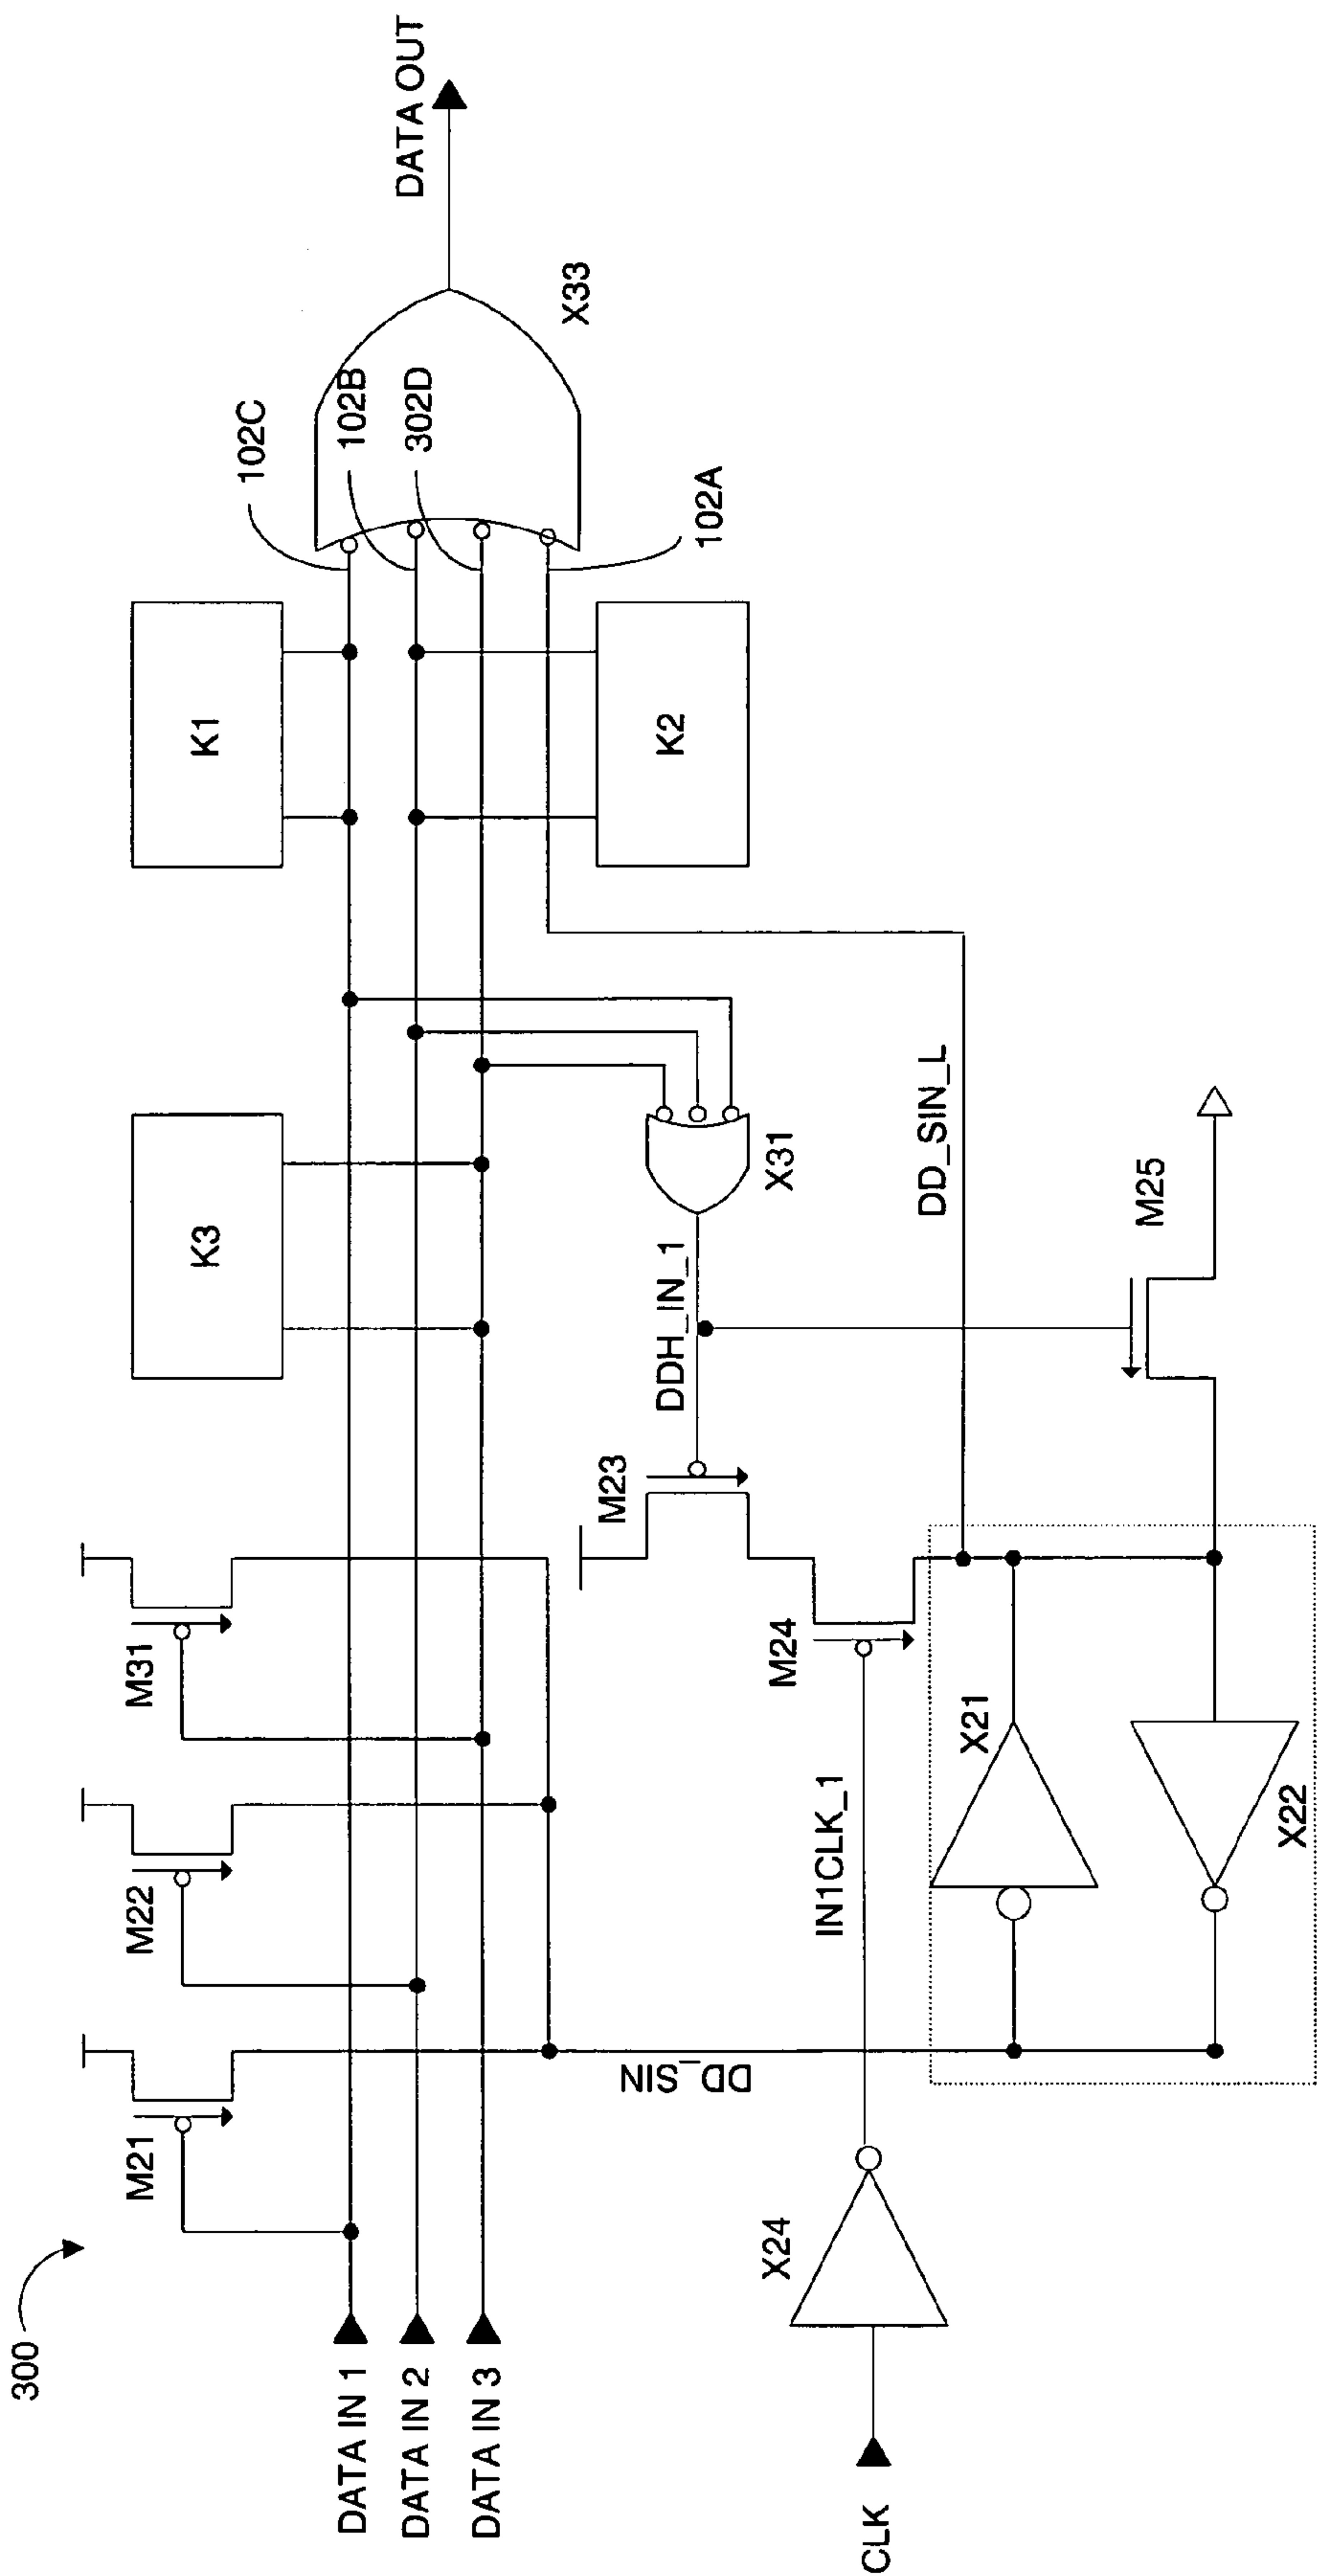 300
DATA IN 1
DATA IN 2
DATA IN 3
CLK
M21
M22
M31
K3
K1
K2
102C
102B
302D
102A
X33
DATA OUT
DD_SIN
X24
IN1CLK_1
M23
M24
DDH_IN_1
X31
DD_SIN_L
M25
X21
X22